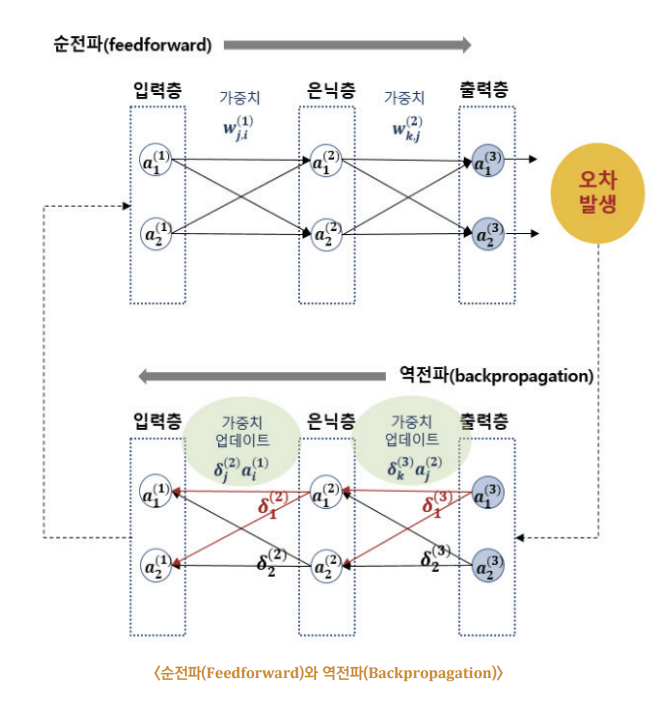 순전파(feedforward)
입력층 가중치 은닉층 가중치 출력층
w_{j,i}^{(1)} w_{k,j}^{(2)}
a_1^{(1)} a_1^{(2)} a_1^{(3)}
오차
발생
a_2^{(1)} a_2^{(2)} a_2^{(3)}
역전파(backpropagation)
입력층 가중치 은닉층 가중치 출력층
업데이트 업데이트
δ_j^{(2)}a_i^{(1)} δ_k^{(3)}a_j^{(2)}
a_1^{(1)} δ_1^{(2)} a_1^{(2)} δ_1^{(3)} a_1^{(3)}
a_2^{(1)} δ_2^{(2)} a_2^{(2)} δ_2^{(3)} a_2^{(3)}
〈순전파(Feedforward)와 역전파(Backpropagation)〉